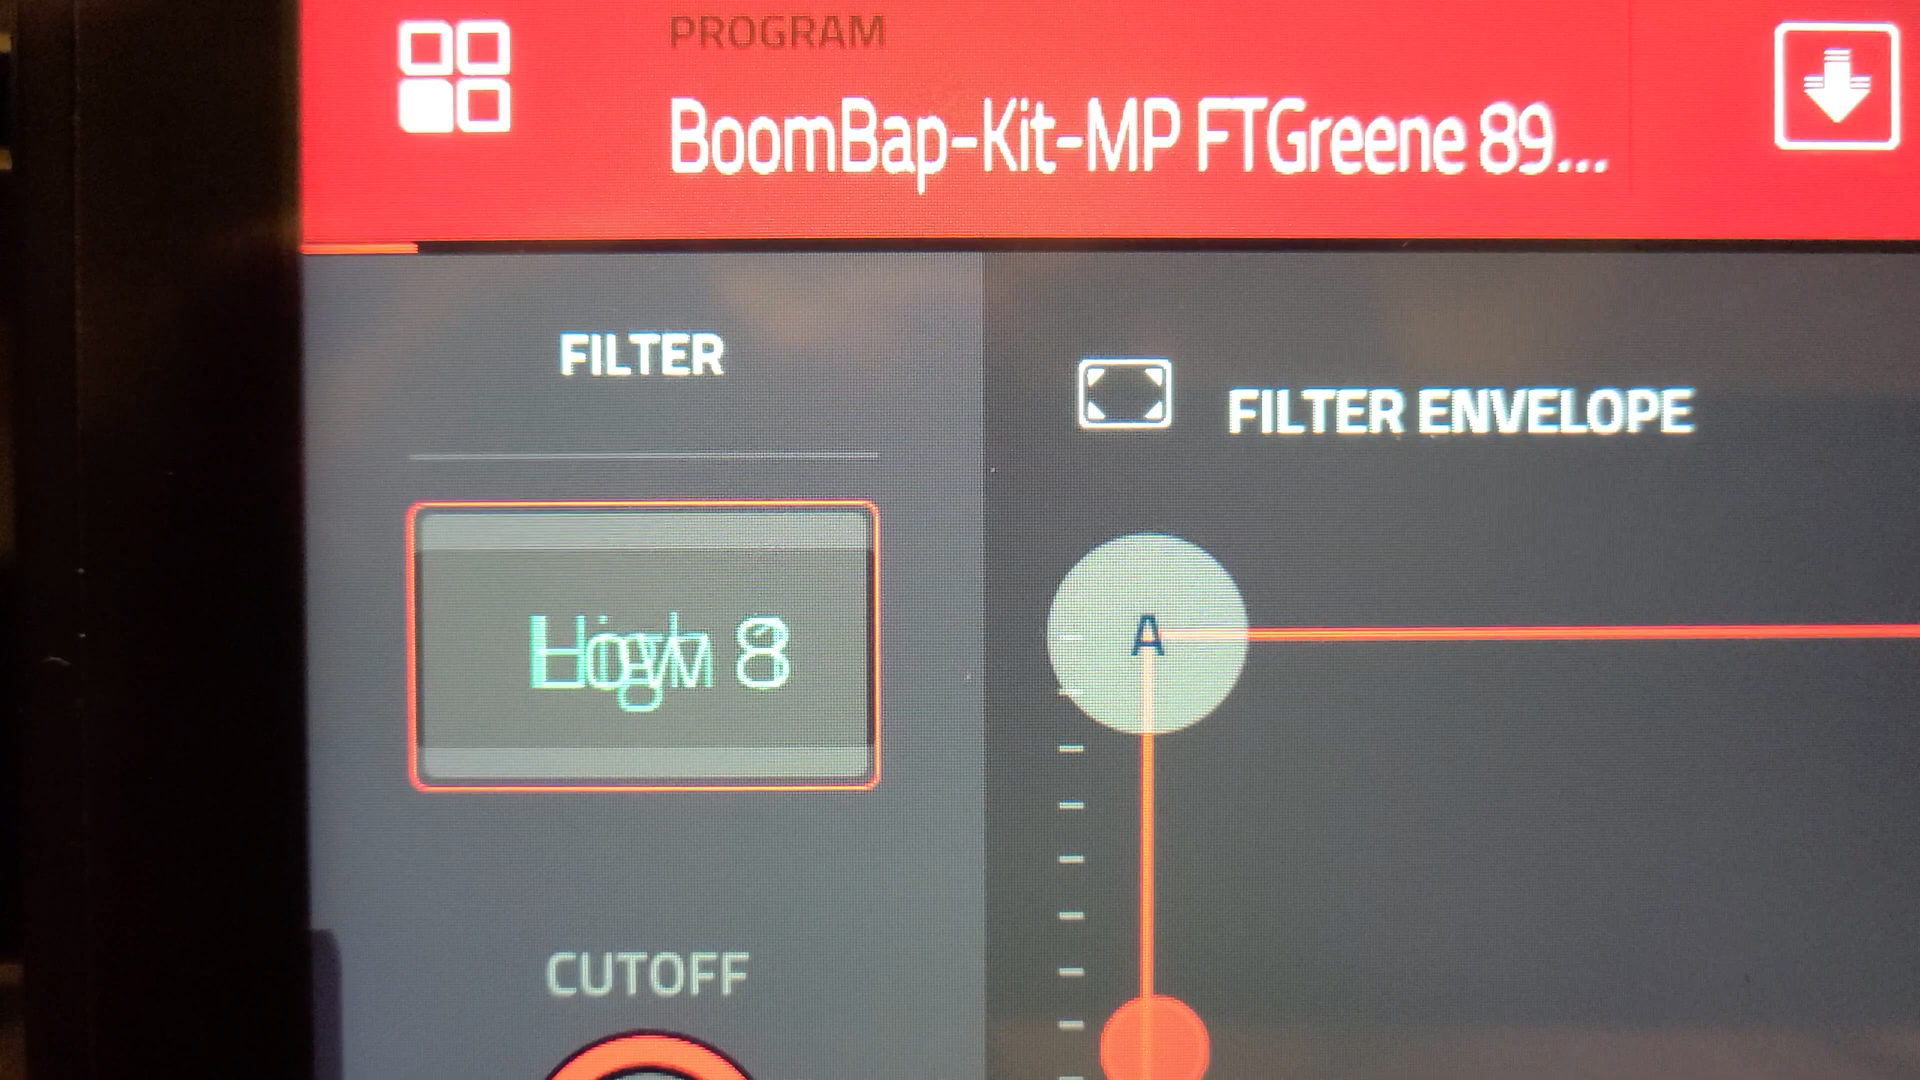 PROGRAM
BoomBap-Kit-MP FTGreene 89...
FILTER
FILTER ENVELOPE
A
CUTOFF